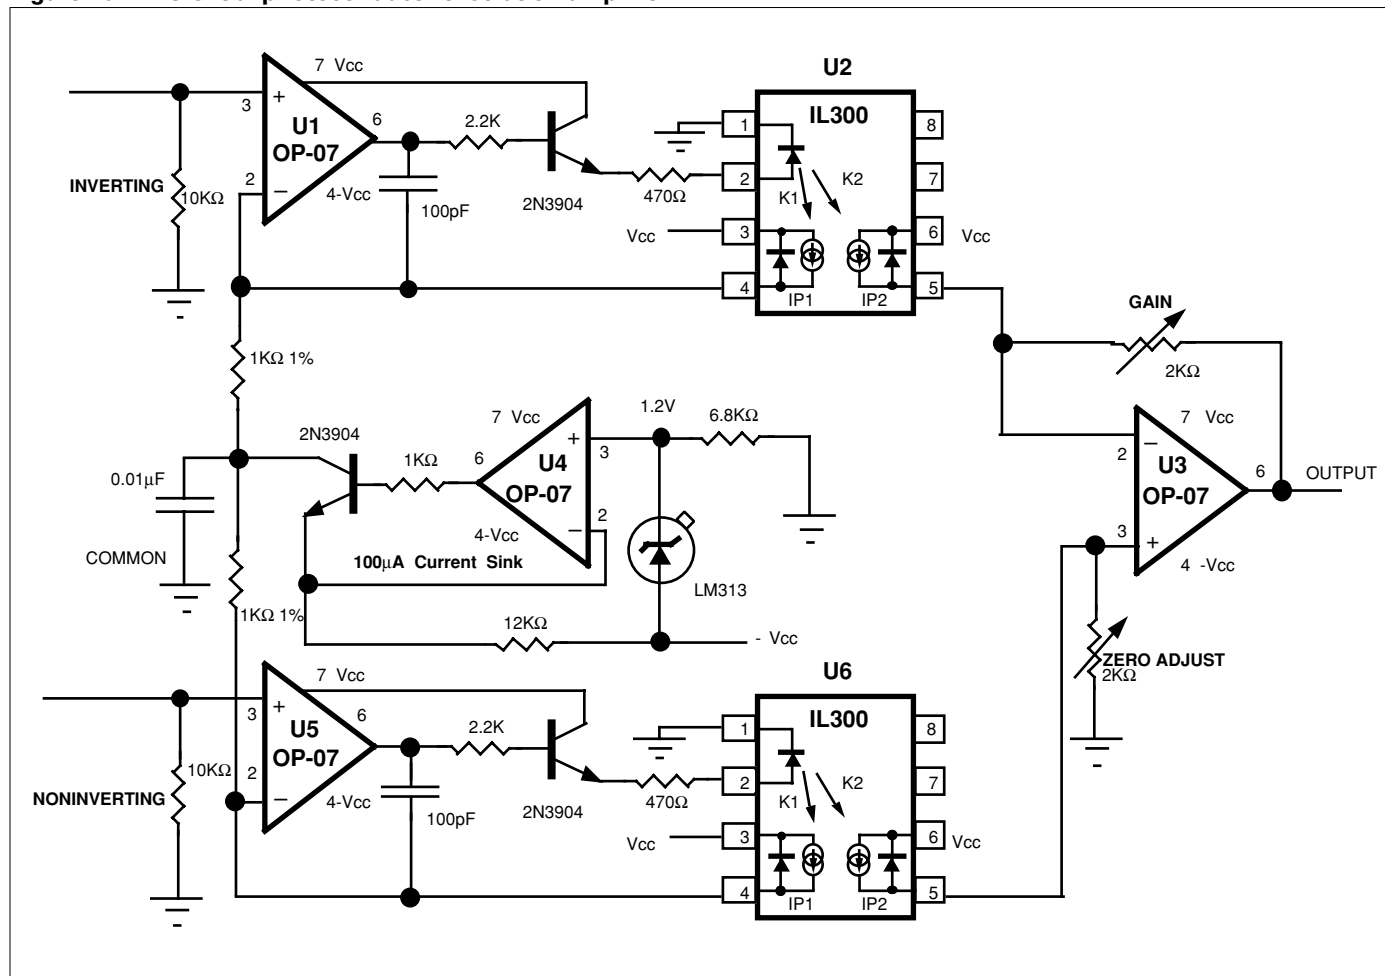 7 Vcc
U2
3
+
6
2.2K
IL300
U1
OP-07
1
8
2
–
INVERTING
10KΩ
4-Vcc
100pF
2N3904
470Ω
2
7
K1
K2
Vcc
3
6
Vcc
4
IP1
IP2
5
1KΩ 1%
GAIN
2KΩ
7 Vcc
1.2V
6.8KΩ
2N3904
0.01µF
1KΩ
6
+
3
U4
OP-07
7 Vcc
–
2
U3
OP-07
6
OUTPUT
COMMON
4-Vcc
2
–
100µA Current Sink
3
+
4 -Vcc
LM313
1KΩ 1%
12KΩ
- Vcc
ZERO ADJUST
2KΩ
7 Vcc
U6
3
+
6
2.2K
IL300
U5
OP-07
1
8
2
–
NONINVERTING
10KΩ
4-Vcc
100pF
2N3904
470Ω
2
7
K1
K2
Vcc
3
6
Vcc
4
IP1
IP2
5